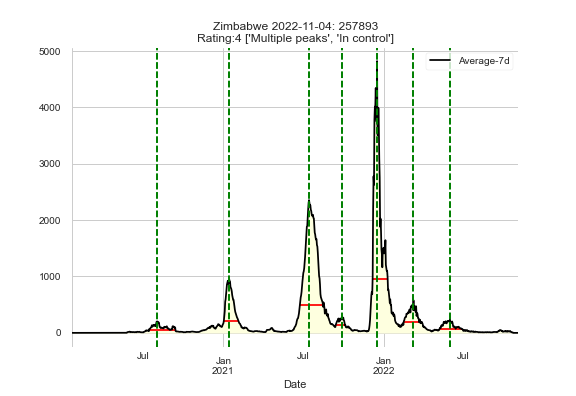 Zimbabwe 2022-11-04: 257893
Rating:4 ['Multiple peaks', 'In control']
Average-7d
5000
4000
3000
2000
1000
0
Jul
Jan
2021
Jul
Jan
2022
Jul
Date